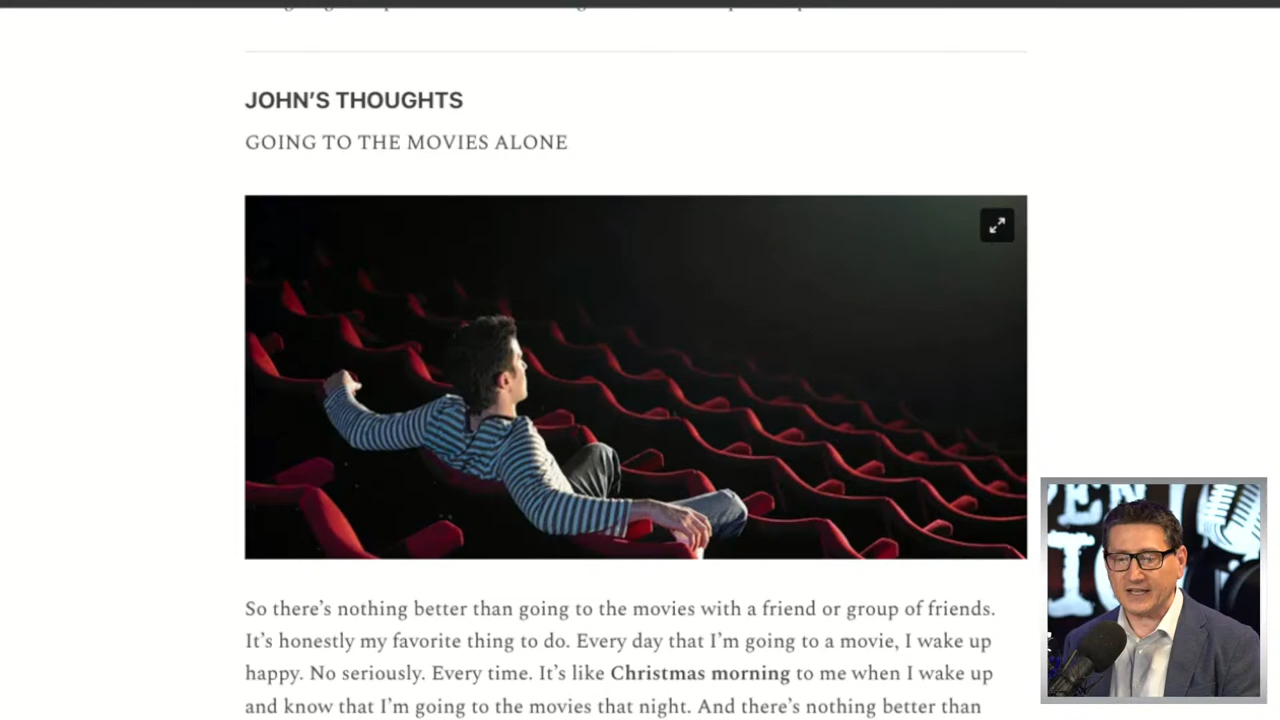 JOHN’S THOUGHTS
GOING TO THE MOVIES ALONE
So there’s nothing better than going to the movies with a friend or group of friends.
It’s honestly my favorite thing to do. Every day that I’m going to a movie, I wake up
happy. No seriously. Every time. It’s like Christmas morning to me when I wake up
and know that I’m going to the movies that night. And there’s nothing better than